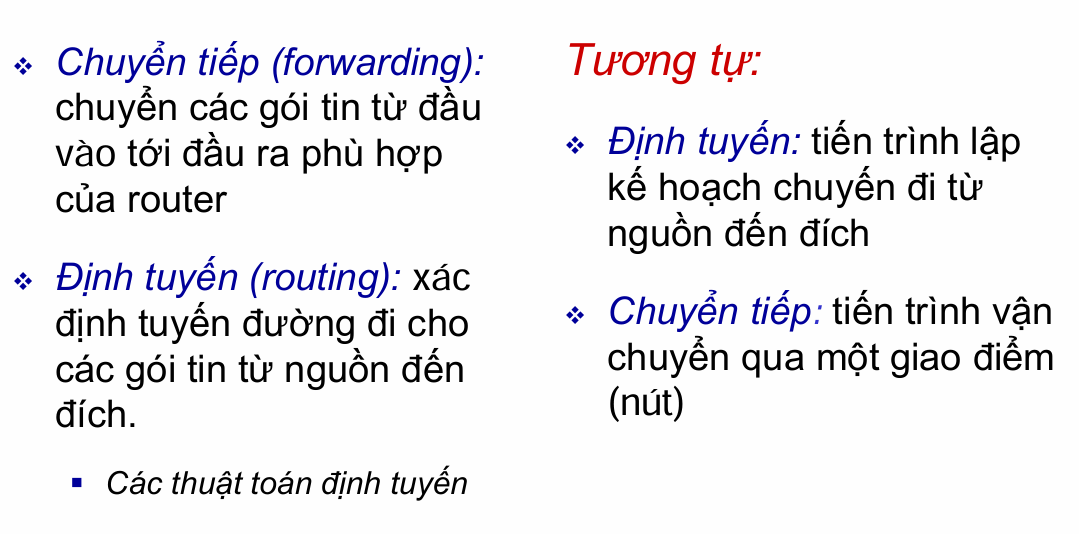 Chuyển tiếp (forwarding):
chuyển các gói tin từ đầu
vào tới đầu ra phù hợp
của router
Định tuyến (routing): xác
định tuyến đường đi cho
các gói tin từ nguồn đến
đích.
Các thuật toán định tuyến
Tương tự:
Định tuyến: tiến trình lập
kế hoạch chuyến đi từ
nguồn đến đích
Chuyển tiếp: tiến trình vận
chuyển qua một giao điểm
(nút)